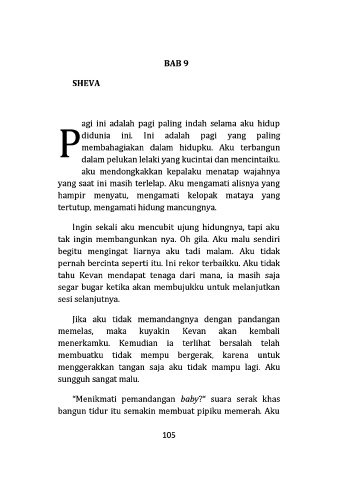 BAB 9
SHEVA
Pagi ini adalah pagi paling indah selama aku hidup
didunia ini. Ini adalah pagi yang paling
membahagiakan dalam hidupku. Aku terbangun
dalam pelukan lelaki yang kucintai dan mencintaiku.
aku mendongkakkan kepalaku menatap wajahnya
yang saat ini masih terlelap. Aku mengamati alisnya yang
hampir menyatu, mengamati kelopak mataya yang
tertutup, mengamati hidung mancungnya.
Ingin sekali aku mencubit ujung hidungnya, tapi aku
tak ingin membangunkan nya. Oh gila. Aku malu sendiri
begitu mengingat liarnya aku tadi malam. Aku tidak
pernah bercinta seperti itu. Ini rekor terbaikku. Aku tidak
tahu Kevan mendapat tenaga dari mana, ia masih saja
segar bugar ketika akan membujukku untuk melanjutkan
sesi selanjutnya.
Jika aku tidak memandangnya dengan pandangan
memelas, maka kuyakin Kevan akan kembali
menerkamku. Kemudian ia terlihat bersalah telah
membuatku tidak mampu bergerak, karena untuk
menggerakkan tangan saja aku tidak mampu lagi. Aku
sungguh sangat malu.
“Menikmati pemandangan baby?“ suara serak khas
bangun tidur itu semakin membuat pipiku memerah. Aku
105